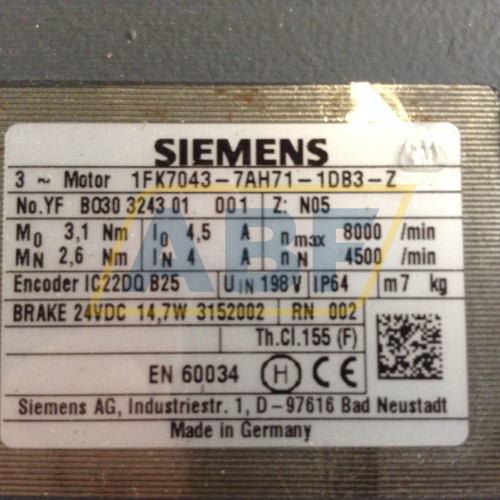 SIEMENS
3 ~ Motor 1FK7043-7AH71-1DB3-Z
No.YF B030 3243 01 001 Z: N05
M0 3,1 Nm I0 4,5 A nmax 8000 /min
MN 2,6 Nm IN 4 A nN 4500 /min
Encoder IC22DQ B25 UIN 198 V IP64 m 7 kg
BRAKE 24VDC 14,7W 3152002 RN 002
Th.Cl.155 (F)
EN 60034 H CE
Siemens AG, Industriestr. 1, D-97616 Bad Neustadt
Made in Germany
ABF